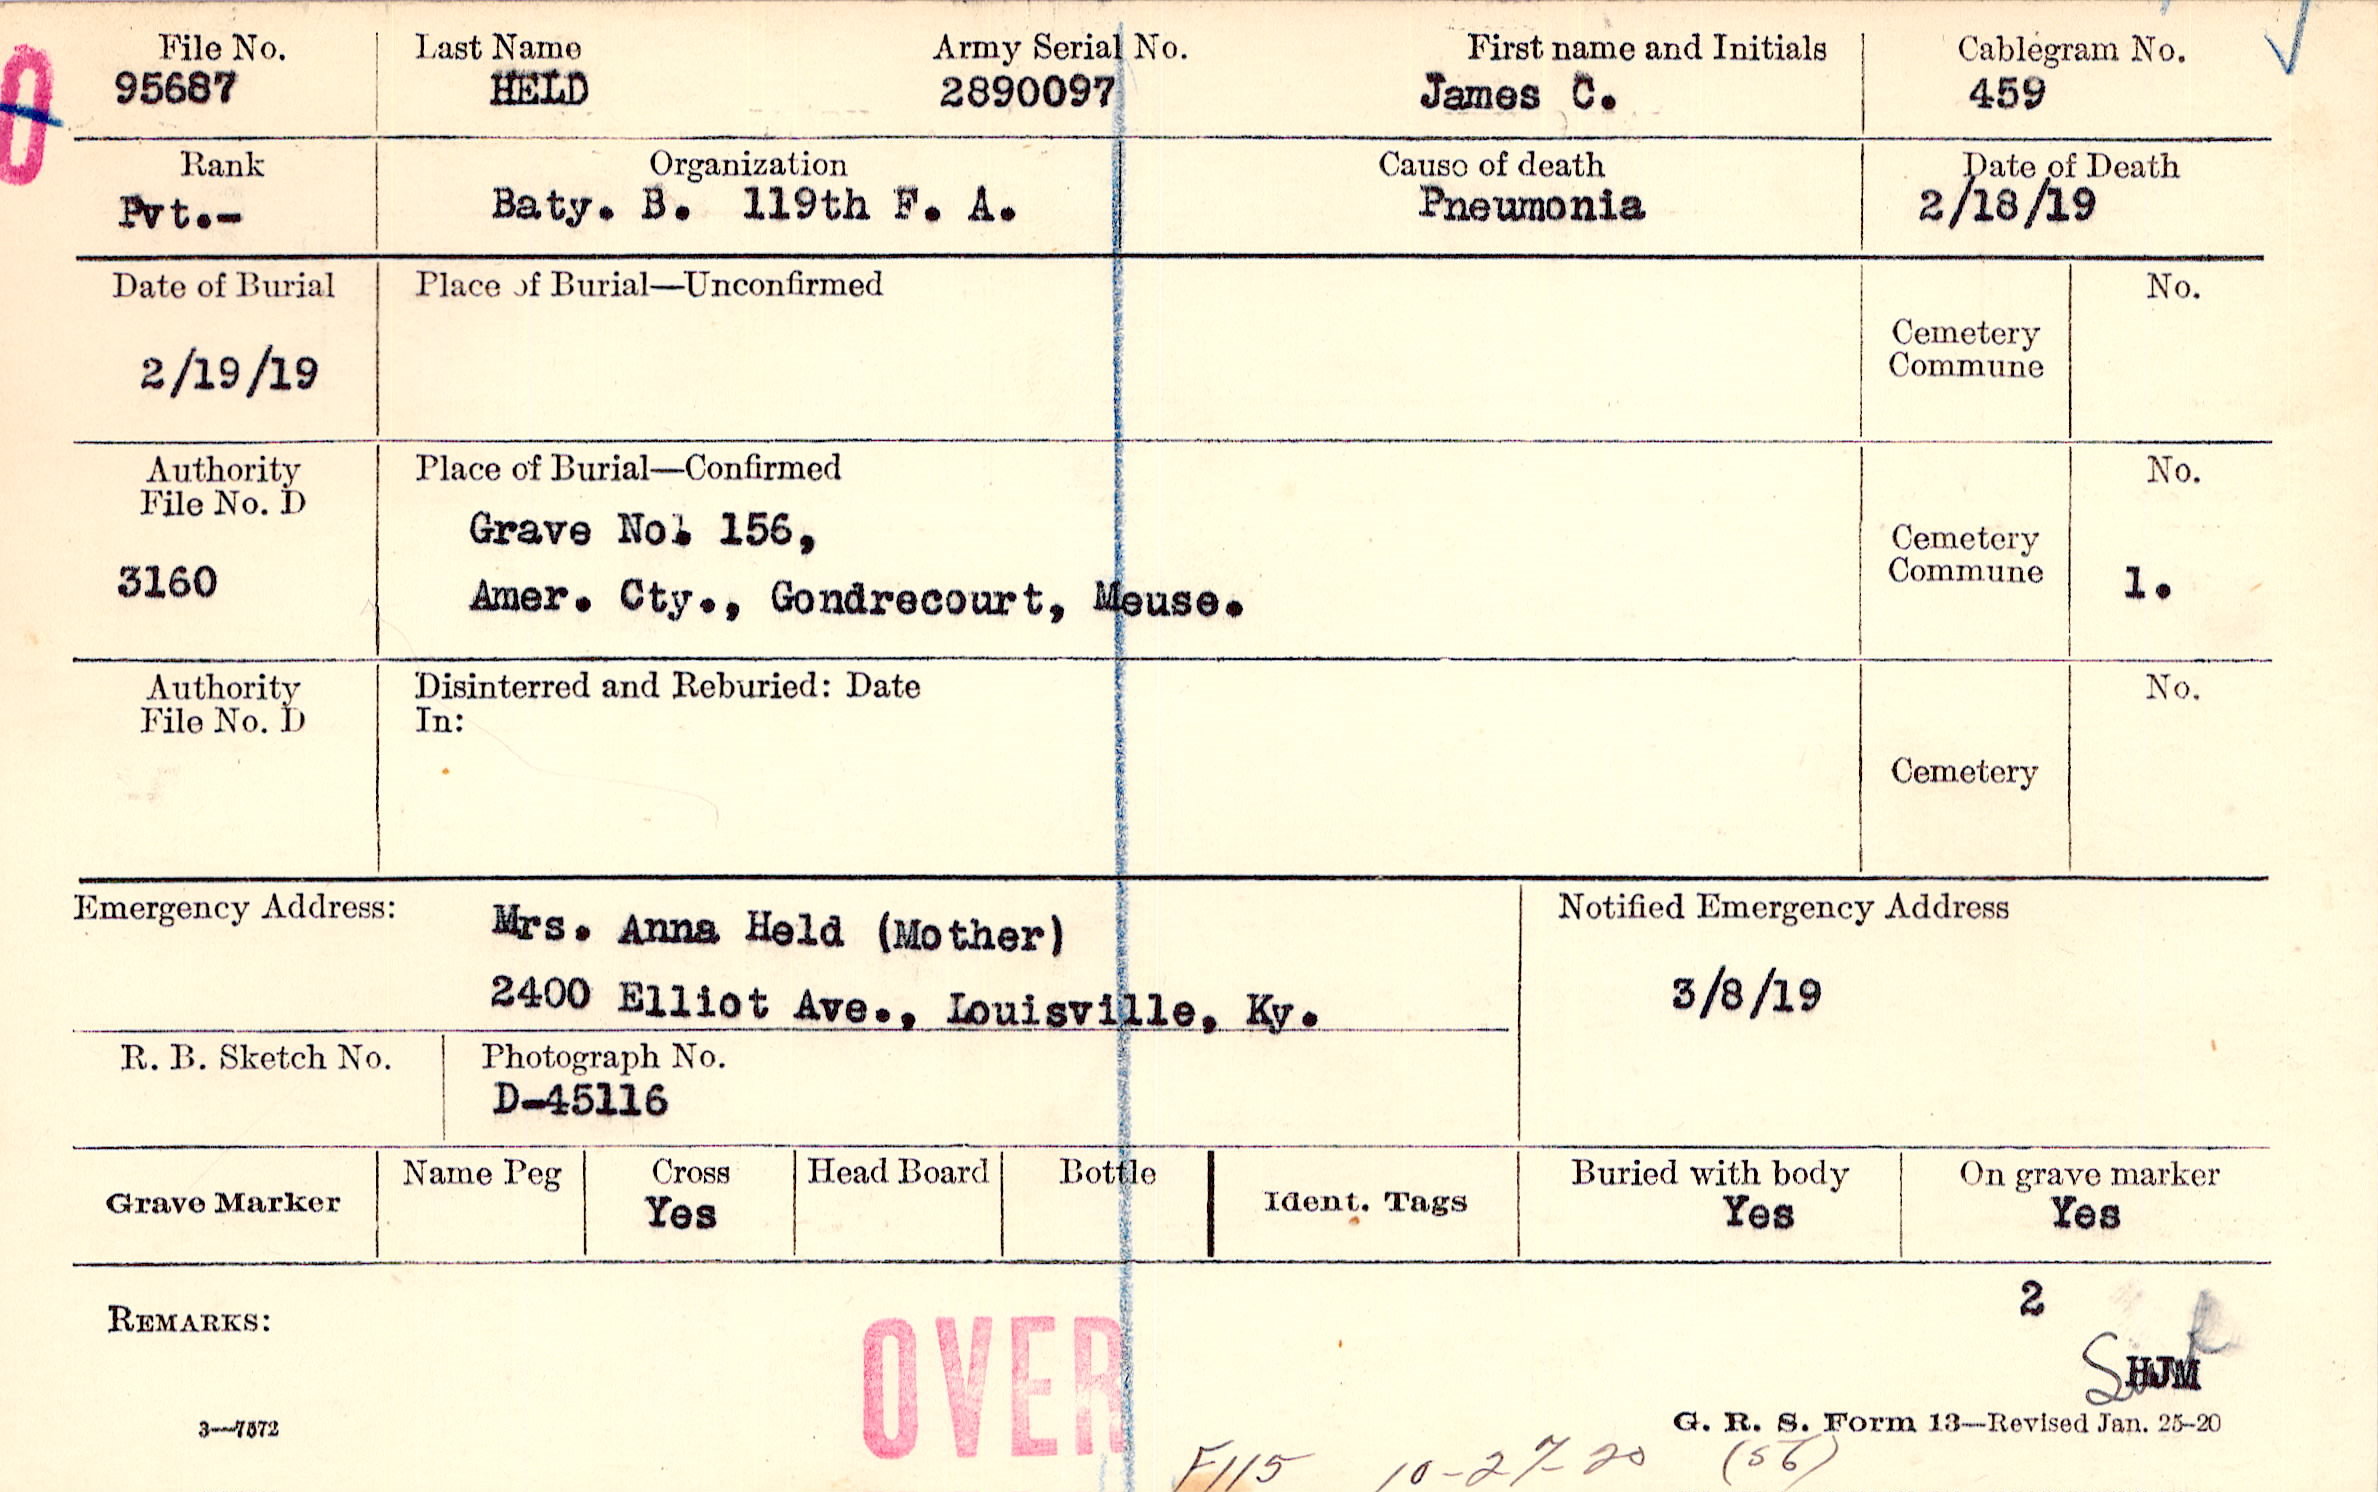 File No. Last Name Army Serial No. First name and Initials Cablegram No.
95687 HELD 2890097 James C. 459
0
Rank Organization Cause of death Date of Death
Pvt.- Baty. B. 119th F. A. Pneumonia 2/18/19
Date of Burial Place of Burial—Unconfirmed No.
Cemetery
Commune
2/19/19
Authority Place of Burial—Confirmed No.
File No. D
Grave No. 156,
Cemetery
Commune
3160 Amer. Cty., Gondrecourt, Meuse. 1.
Authority Disinterred and Reburied: Date No.
File No. D In:
Cemetery
Emergency Address: Mrs. Anna Held (Mother) Notified Emergency Address
2400 Elliot Ave., Louisville, Ky. 3/8/19
R. B. Sketch No. Photograph No.
D-45116
Grave Marker Name Peg Cross Head Board Bottle Ident. Tags Buried with body On grave marker
Yes Yes Yes
2
REMARKS:
OVER
HJM
3—7572 G. R. S. Form 13—Revised Jan. 25-20
F115 10-27-20 (56)